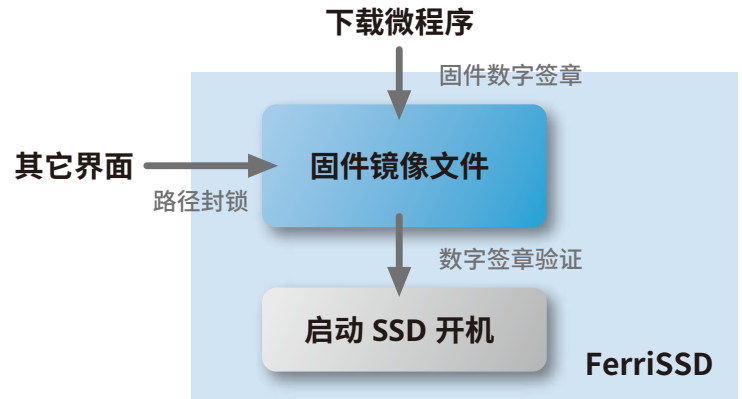 下载微程序
固件数字签章
其它界面
固件镜像文件
路径封锁
数字签章验证
启动 SSD 开机
FerriSSD